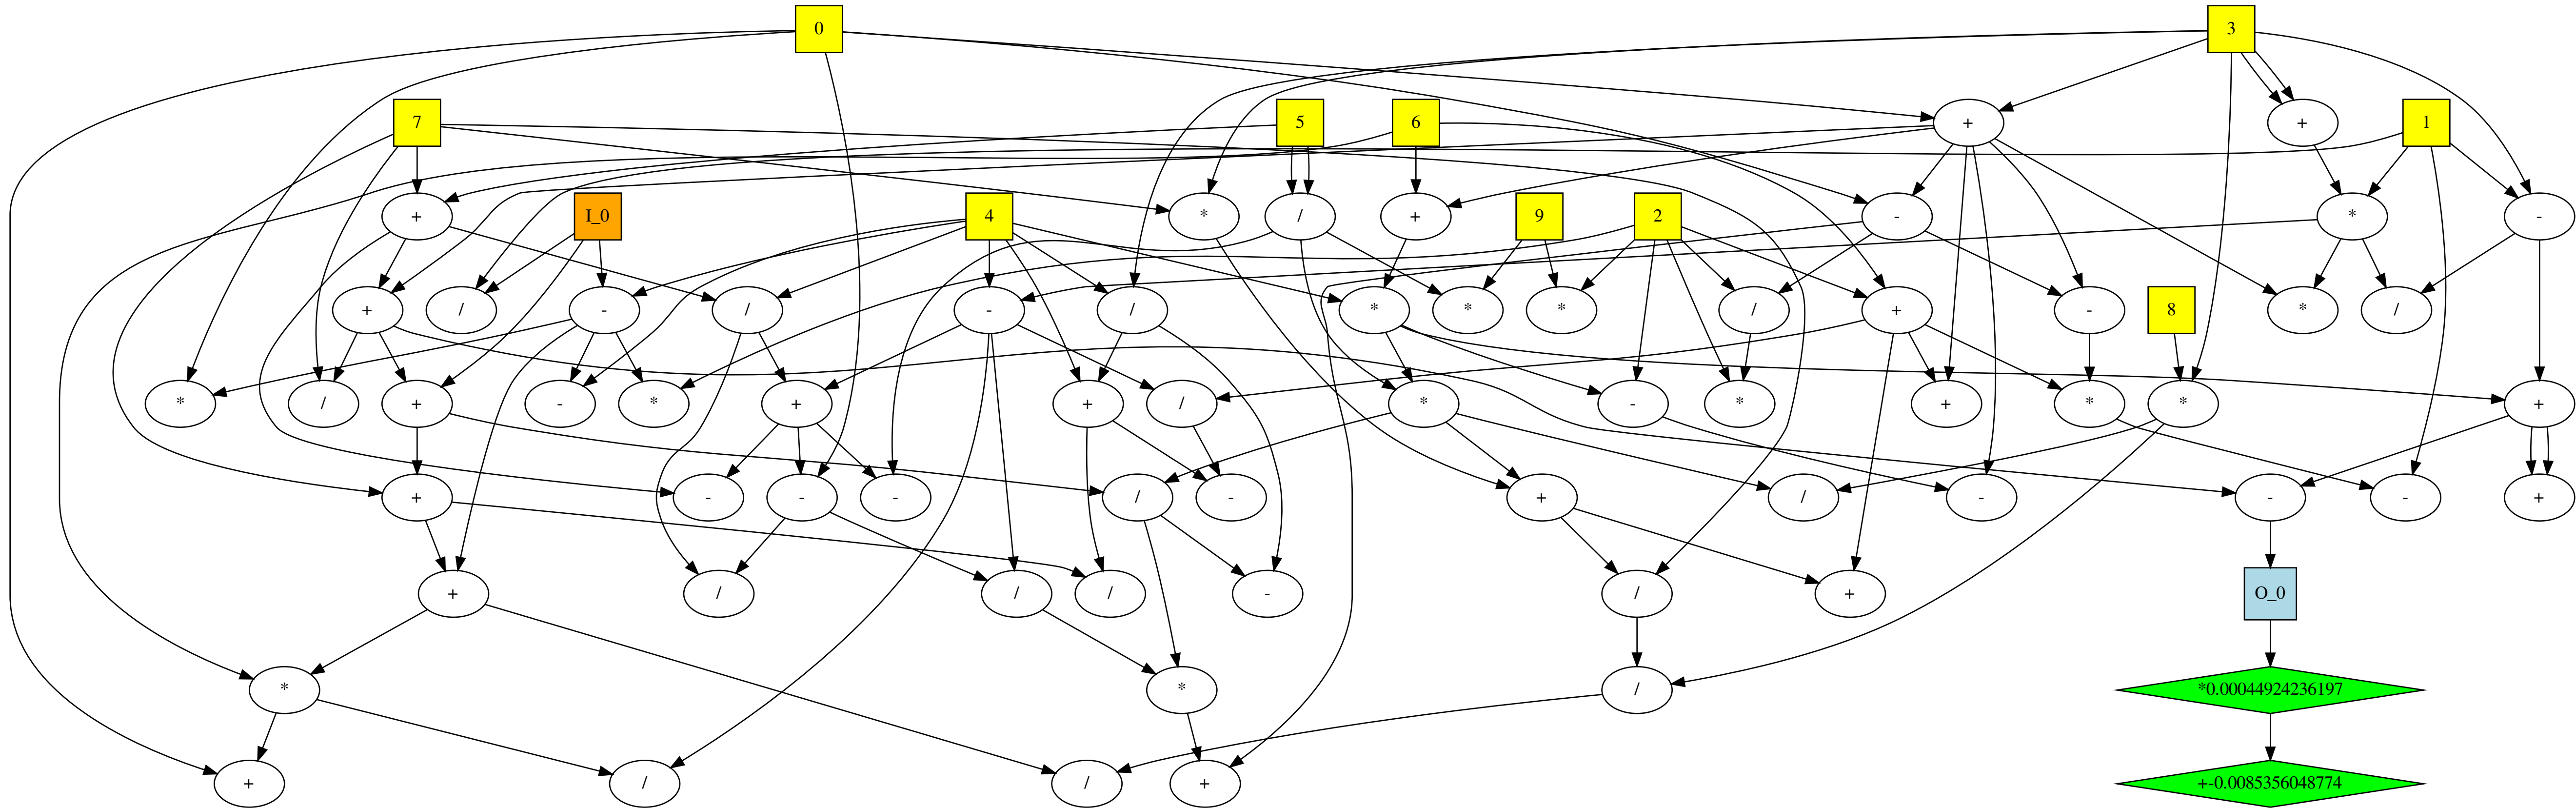 0 3
7 5 6 + + 1
+ I_0 * 4 / + 9 2 - * -
+ / - / - / * * * / + - 8 * /
* / + - * + + / * - * + * * +
+ - - - / - + / - - - +
+ / / / - / + O_0
* * / *0.00044924236197
+ / / + +-0.0085356048774